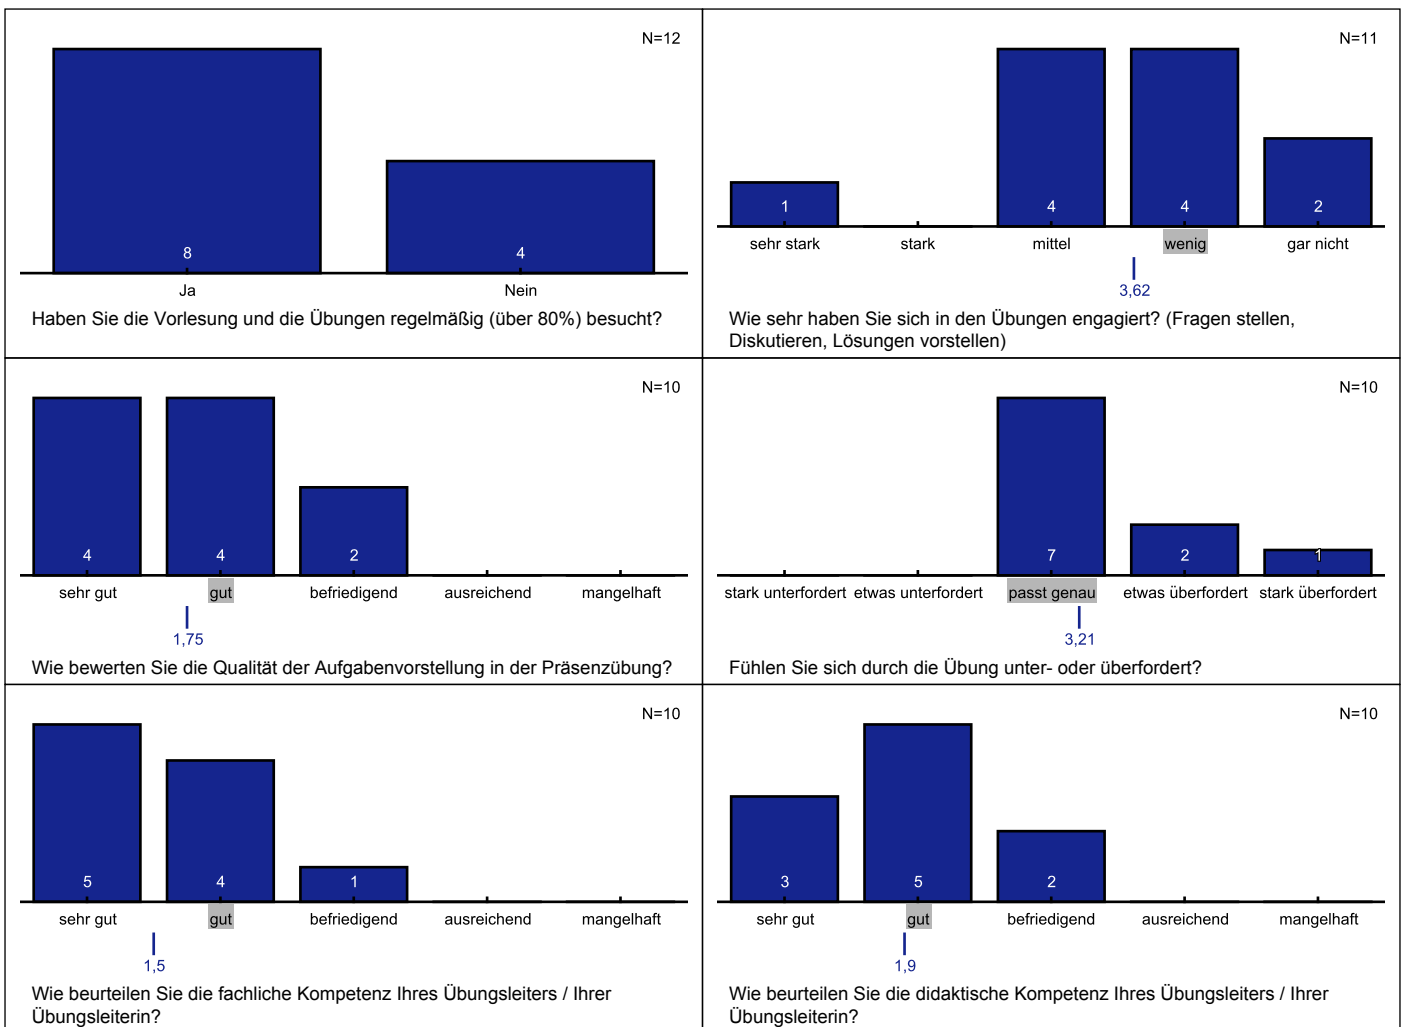 N=12
8
4
Ja
Nein
Haben Sie die Vorlesung und die Übungen regelmäßig (über 80%) besucht?
N=11
1
4
4
2
sehr stark
stark
mittel
wenig
gar nicht
3,62
Wie sehr haben Sie sich in den Übungen engagiert? (Fragen stellen,
Diskutieren, Lösungen vorstellen)
N=10
4
4
2
sehr gut
gut
befriedigend
ausreichend
mangelhaft
1,75
Wie bewerten Sie die Qualität der Aufgabenvorstellung in der Präsenzübung?
N=10
7
2
1
stark unterfordert
etwas unterfordert
passt genau
etwas überfordert
stark überfordert
3,21
Fühlen Sie sich durch die Übung unter- oder überfordert?
N=10
5
4
1
sehr gut
gut
befriedigend
ausreichend
mangelhaft
1,5
Wie beurteilen Sie die fachliche Kompetenz Ihres Übungsleiters / Ihrer
Übungsleiterin?
N=10
3
5
2
sehr gut
gut
befriedigend
ausreichend
mangelhaft
1,9
Wie beurteilen Sie die didaktische Kompetenz Ihres Übungsleiters / Ihrer
Übungsleiterin?